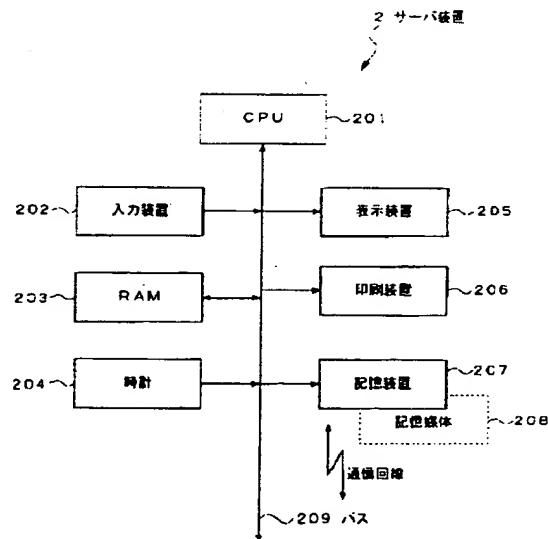 2 サーバ装置
CPU
201
202
入力装置
表示装置
205
203
RAM
印刷装置
206
204
時計
記憶装置
207
記憶媒体
208
通信回線
209 バス